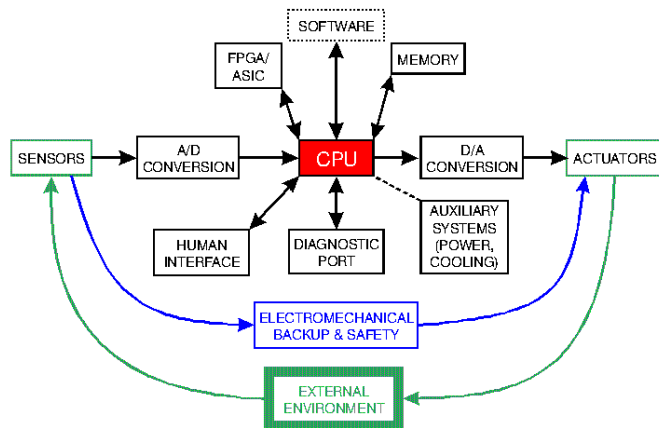 SOFTWARE
FPGA/
ASIC
MEMORY
SENSORS
A/D
CONVERSION
CPU
D/A
CONVERSION
ACTUATORS
HUMAN
INTERFACE
DIAGNOSTIC
PORT
AUXILIARY
SYSTEMS
(POWER,
COOLING)
ELECTROMECHANICAL
BACKUP & SAFETY
EXTERNAL
ENVIRONMENT